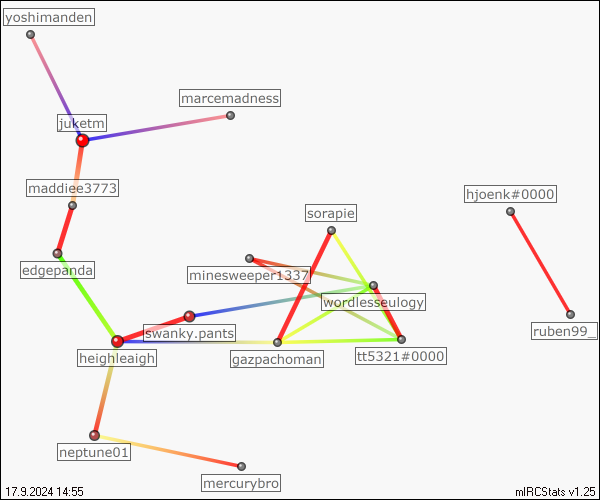 yoshimanden
marcemadness
juketm
maddiee3773
hjoenk#0000
sorapie
edgepanda
minesweeper1337
wordlesseulogy
swanky.pants
ruben99_
heighleaigh
gazpachoman
tt5321#0000
neptune01
mercurybro
17.9.2024 14:55
mIRCStats v1.25